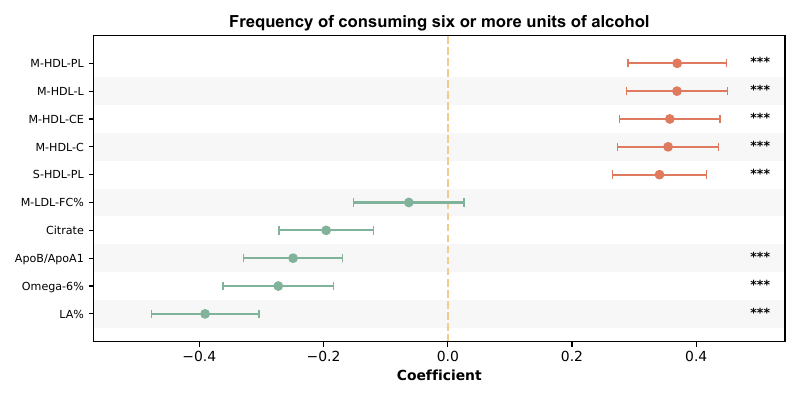 Frequency of consuming six or more units of alcohol
M-HDL-PL ***
M-HDL-L ***
M-HDL-CE ***
M-HDL-C ***
S-HDL-PL ***
M-LDL-FC%
Citrate
ApoB/ApoA1 ***
Omega-6% ***
LA% ***
−0.4 −0.2 0.0 0.2 0.4
Coefficient